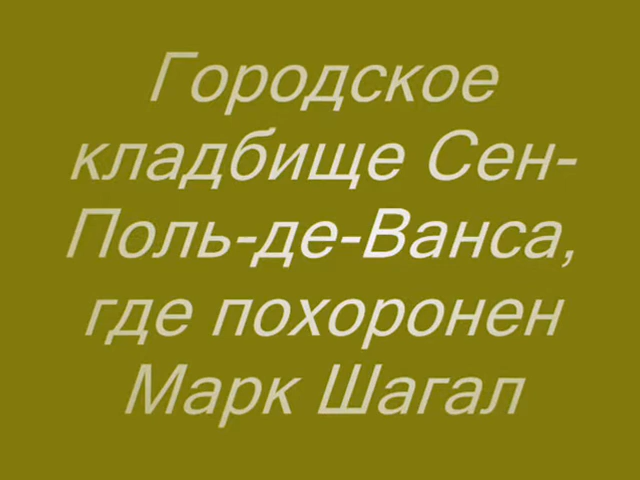 Городское
кладбище Сен-
Поль-де-Ванса,
где похоронен
Марк Шагал